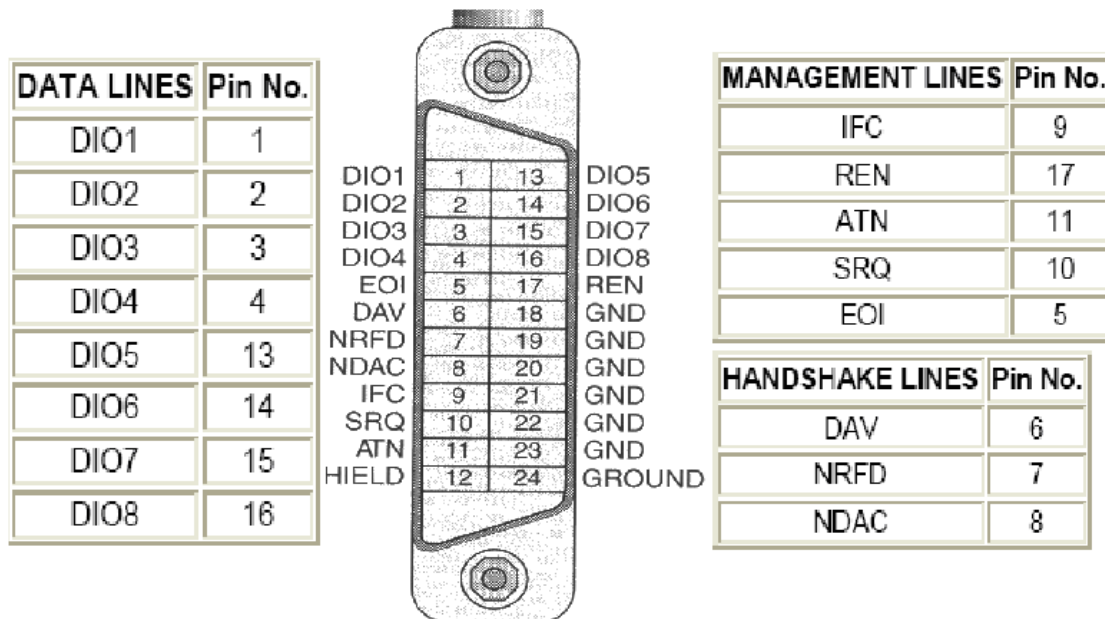 DATA LINES Pin No.
DIO1 1
DIO2 2
DIO3 3
DIO4 4
DIO5 13
DIO6 14
DIO7 15
DIO8 16
DIO1 1 13 DIO5
DIO2 2 14 DIO6
DIO3 3 15 DIO7
DIO4 4 16 DIO8
EOI 5 17 REN
DAV 6 18 GND
NRFD 7 19 GND
NDAC 8 20 GND
IFC 9 21 GND
SRQ 10 22 GND
ATN 11 23 GND
HIELD 12 24 GROUND
MANAGEMENT LINES Pin No.
IFC 9
REN 17
ATN 11
SRQ 10
EOI 5
HANDSHAKE LINES Pin No.
DAV 6
NRFD 7
NDAC 8